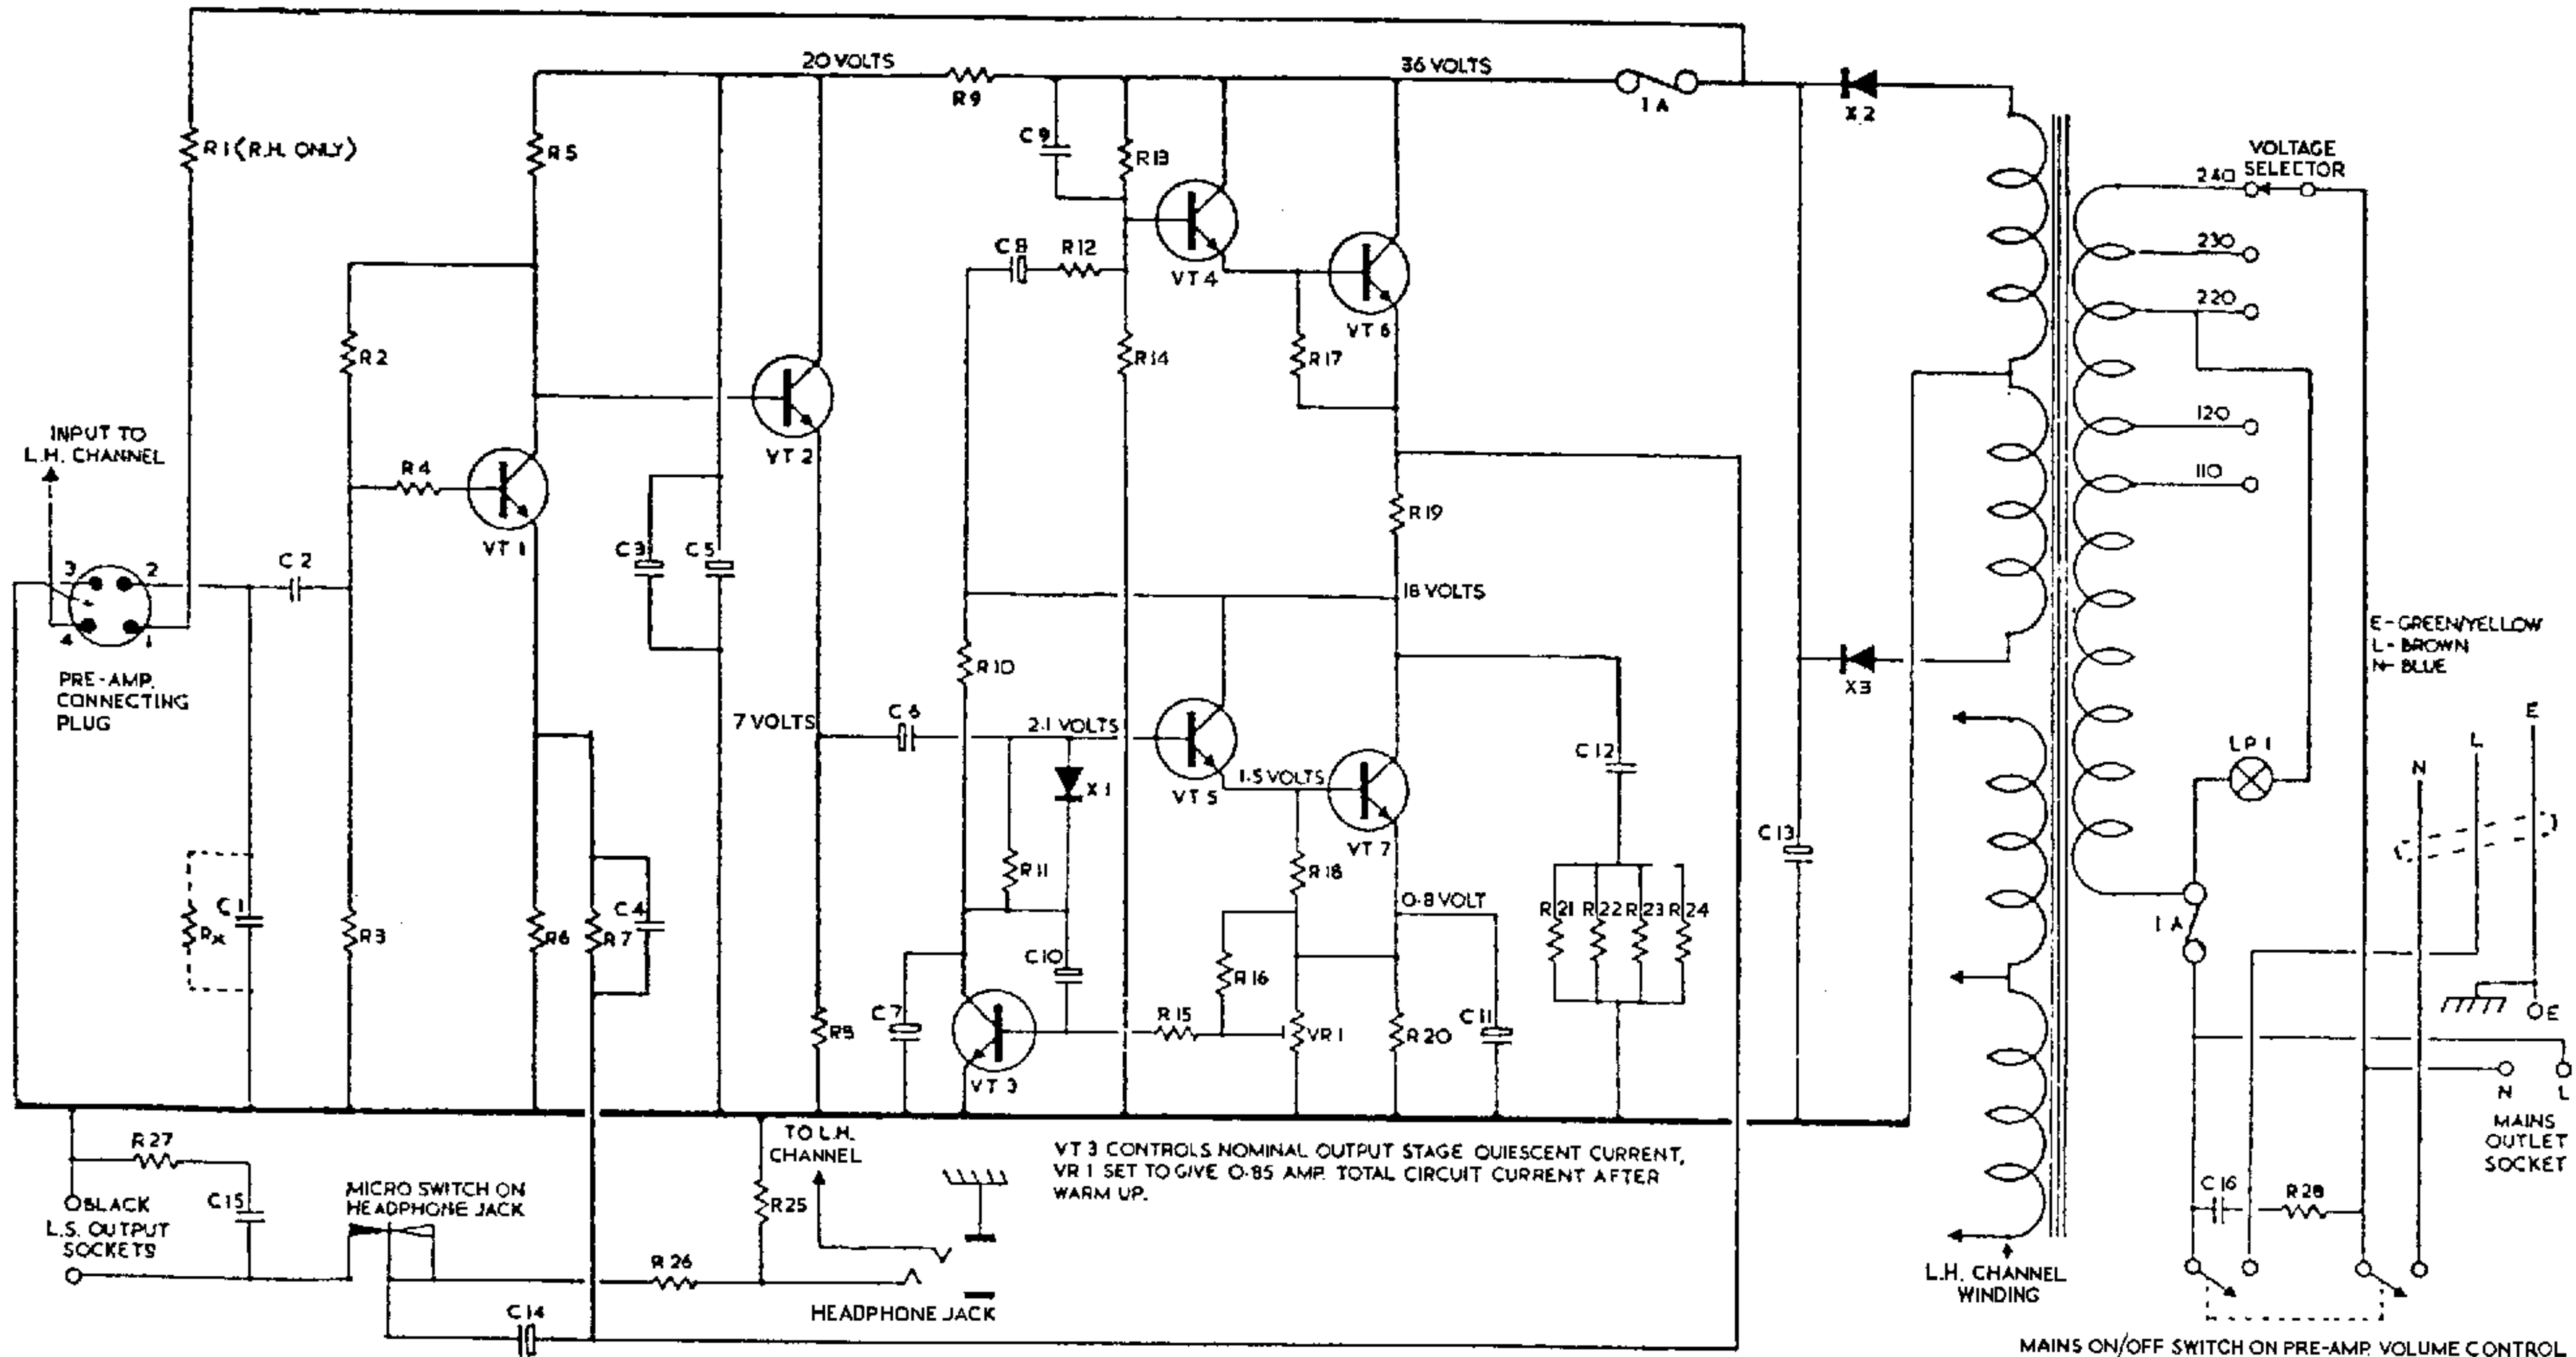 20 VOLTS
R9
36 VOLTS
1A
X2
R1 (R.H. ONLY)
R5
C9
R13
VOLTAGE
SELECTOR
240
230
220
120
110
C8
R12
VT4
VT6
R2
R14
R17
VT2
INPUT TO
L.H. CHANNEL
R4
VT1
R19
C3
C5
C2
3
2
4
1
PRE-AMP.
CONNECTING
PLUG
18 VOLTS
E-GREEN/YELLOW
L-BROWN
N-BLUE
R10
X3
7 VOLTS
C6
2.1 VOLTS
X1
VT5
1.5 VOLTS
VT7
C12
C13
LP1
N
L
E
R11
R18
0.8 VOLT
R21
R22
R23
R24
1A
Rx
C1
R3
R6
R7
C4
C10
R16
C7
R15
VR1
R20
C11
R8
VT3
E
N
L
MAINS
OUTLET
SOCKET
R27
C15
BLACK
L.S. OUTPUT
SOCKETS
MICRO SWITCH ON
HEADPHONE JACK
TO L.H.
CHANNEL
R25
VT3 CONTROLS NOMINAL OUTPUT STAGE QUIESCENT CURRENT,
VR1 SET TO GIVE 0.85 AMP. TOTAL CIRCUIT CURRENT AFTER
WARM UP.
R26
C14
HEADPHONE JACK
L.H. CHANNEL
WINDING
C16
R28
MAINS ON/OFF SWITCH ON PRE-AMP. VOLUME CONTROL